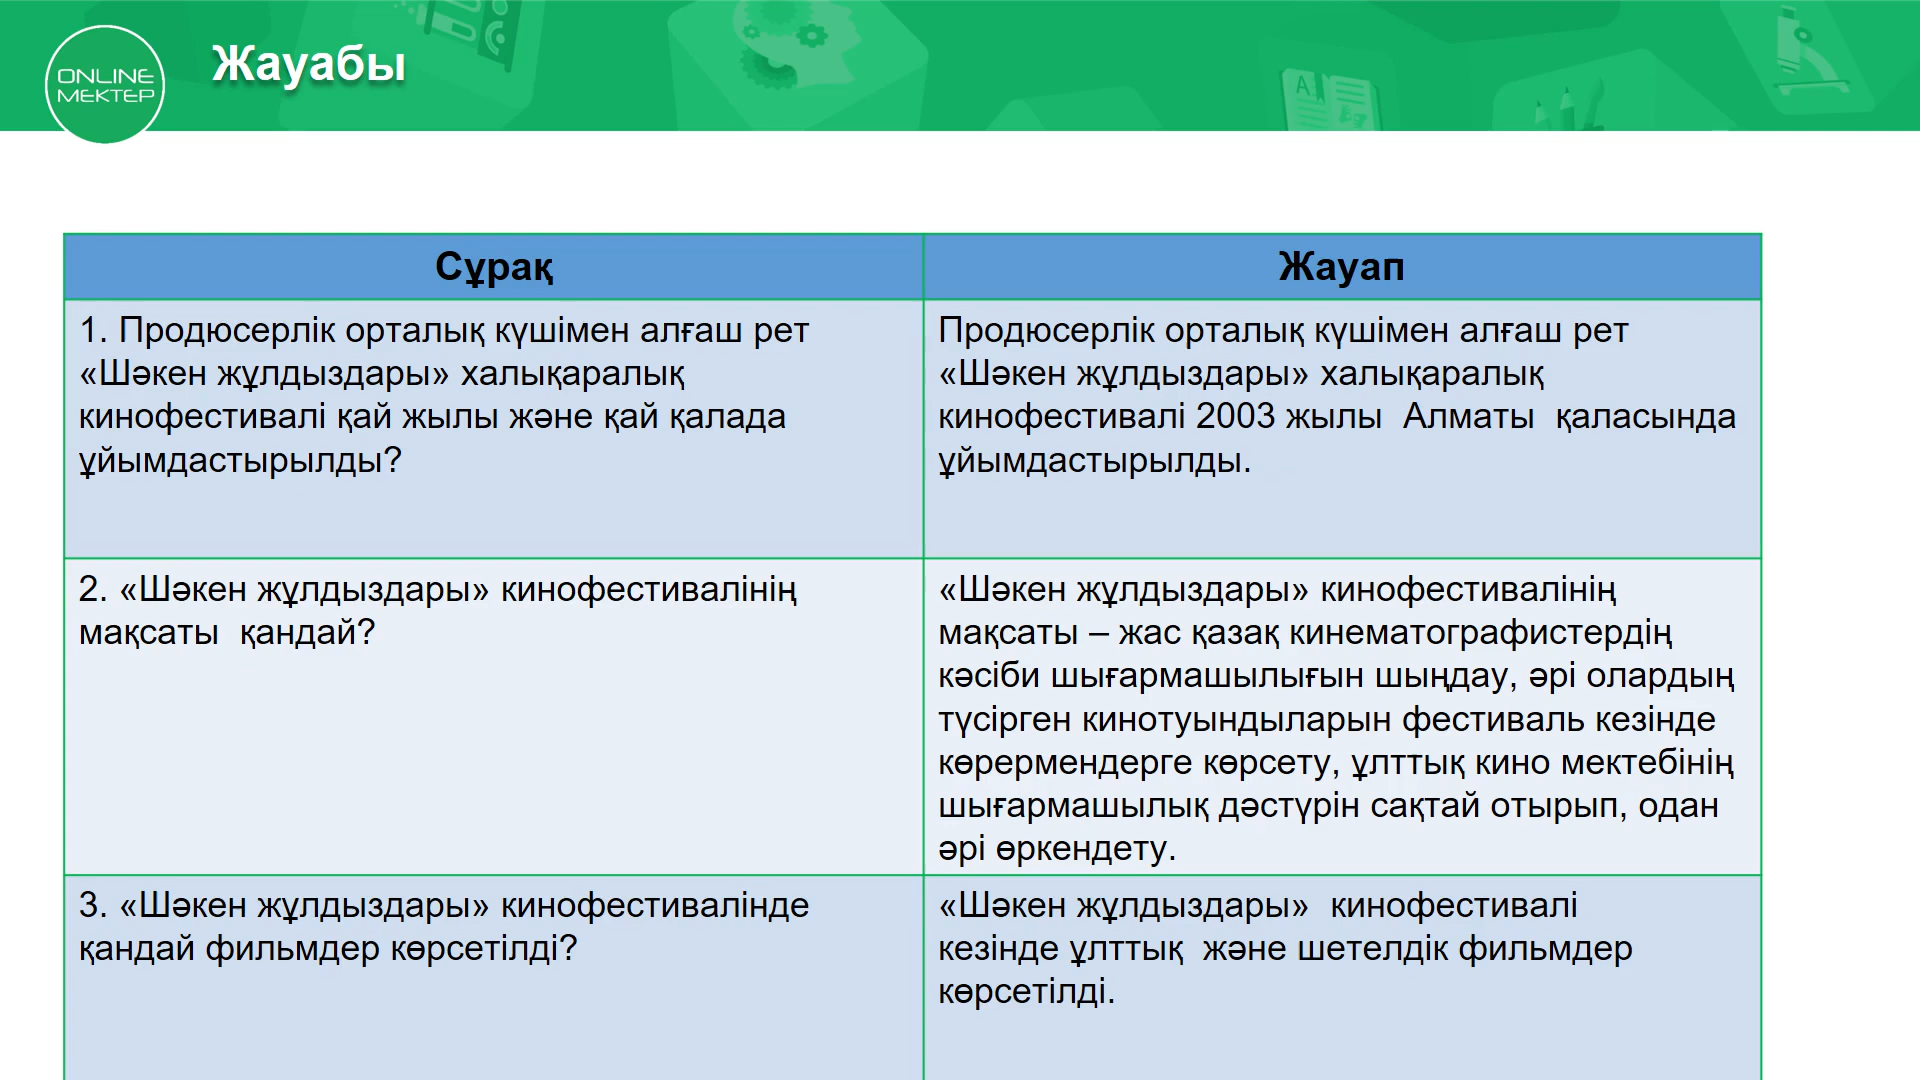 ONLINE
MEKTEP
Жауабы
Сұрақ
Жауап
1. Продюсерлік орталық күшімен алғаш рет
«Шәкен жұлдыздары» халықаралық
кинофестивалі қай жылы және қай қалада
ұйымдастырылды?
Продюсерлік орталық күшімен алғаш рет
«Шәкен жұлдыздары» халықаралық
кинофестивалі 2003 жылы  Алматы  қаласында
ұйымдастырылды.
2. «Шәкен жұлдыздары» кинофестивалінің
мақсаты  қандай?
«Шәкен жұлдыздары» кинофестивалінің
мақсаты – жас қазақ кинематографистердің
кәсіби шығармашылығын шыңдау, әрі олардың
түсірген кинотуындыларын фестиваль кезінде
көрермендерге көрсету, ұлттық кино мектебінің
шығармашылық дәстүрін сақтай отырып, одан
әрі өркендету.
3. «Шәкен жұлдыздары» кинофестивалінде
қандай фильмдер көрсетілді?
«Шәкен жұлдыздары»  кинофестивалі
кезінде ұлттық  және шетелдік фильмдер
көрсетілді.